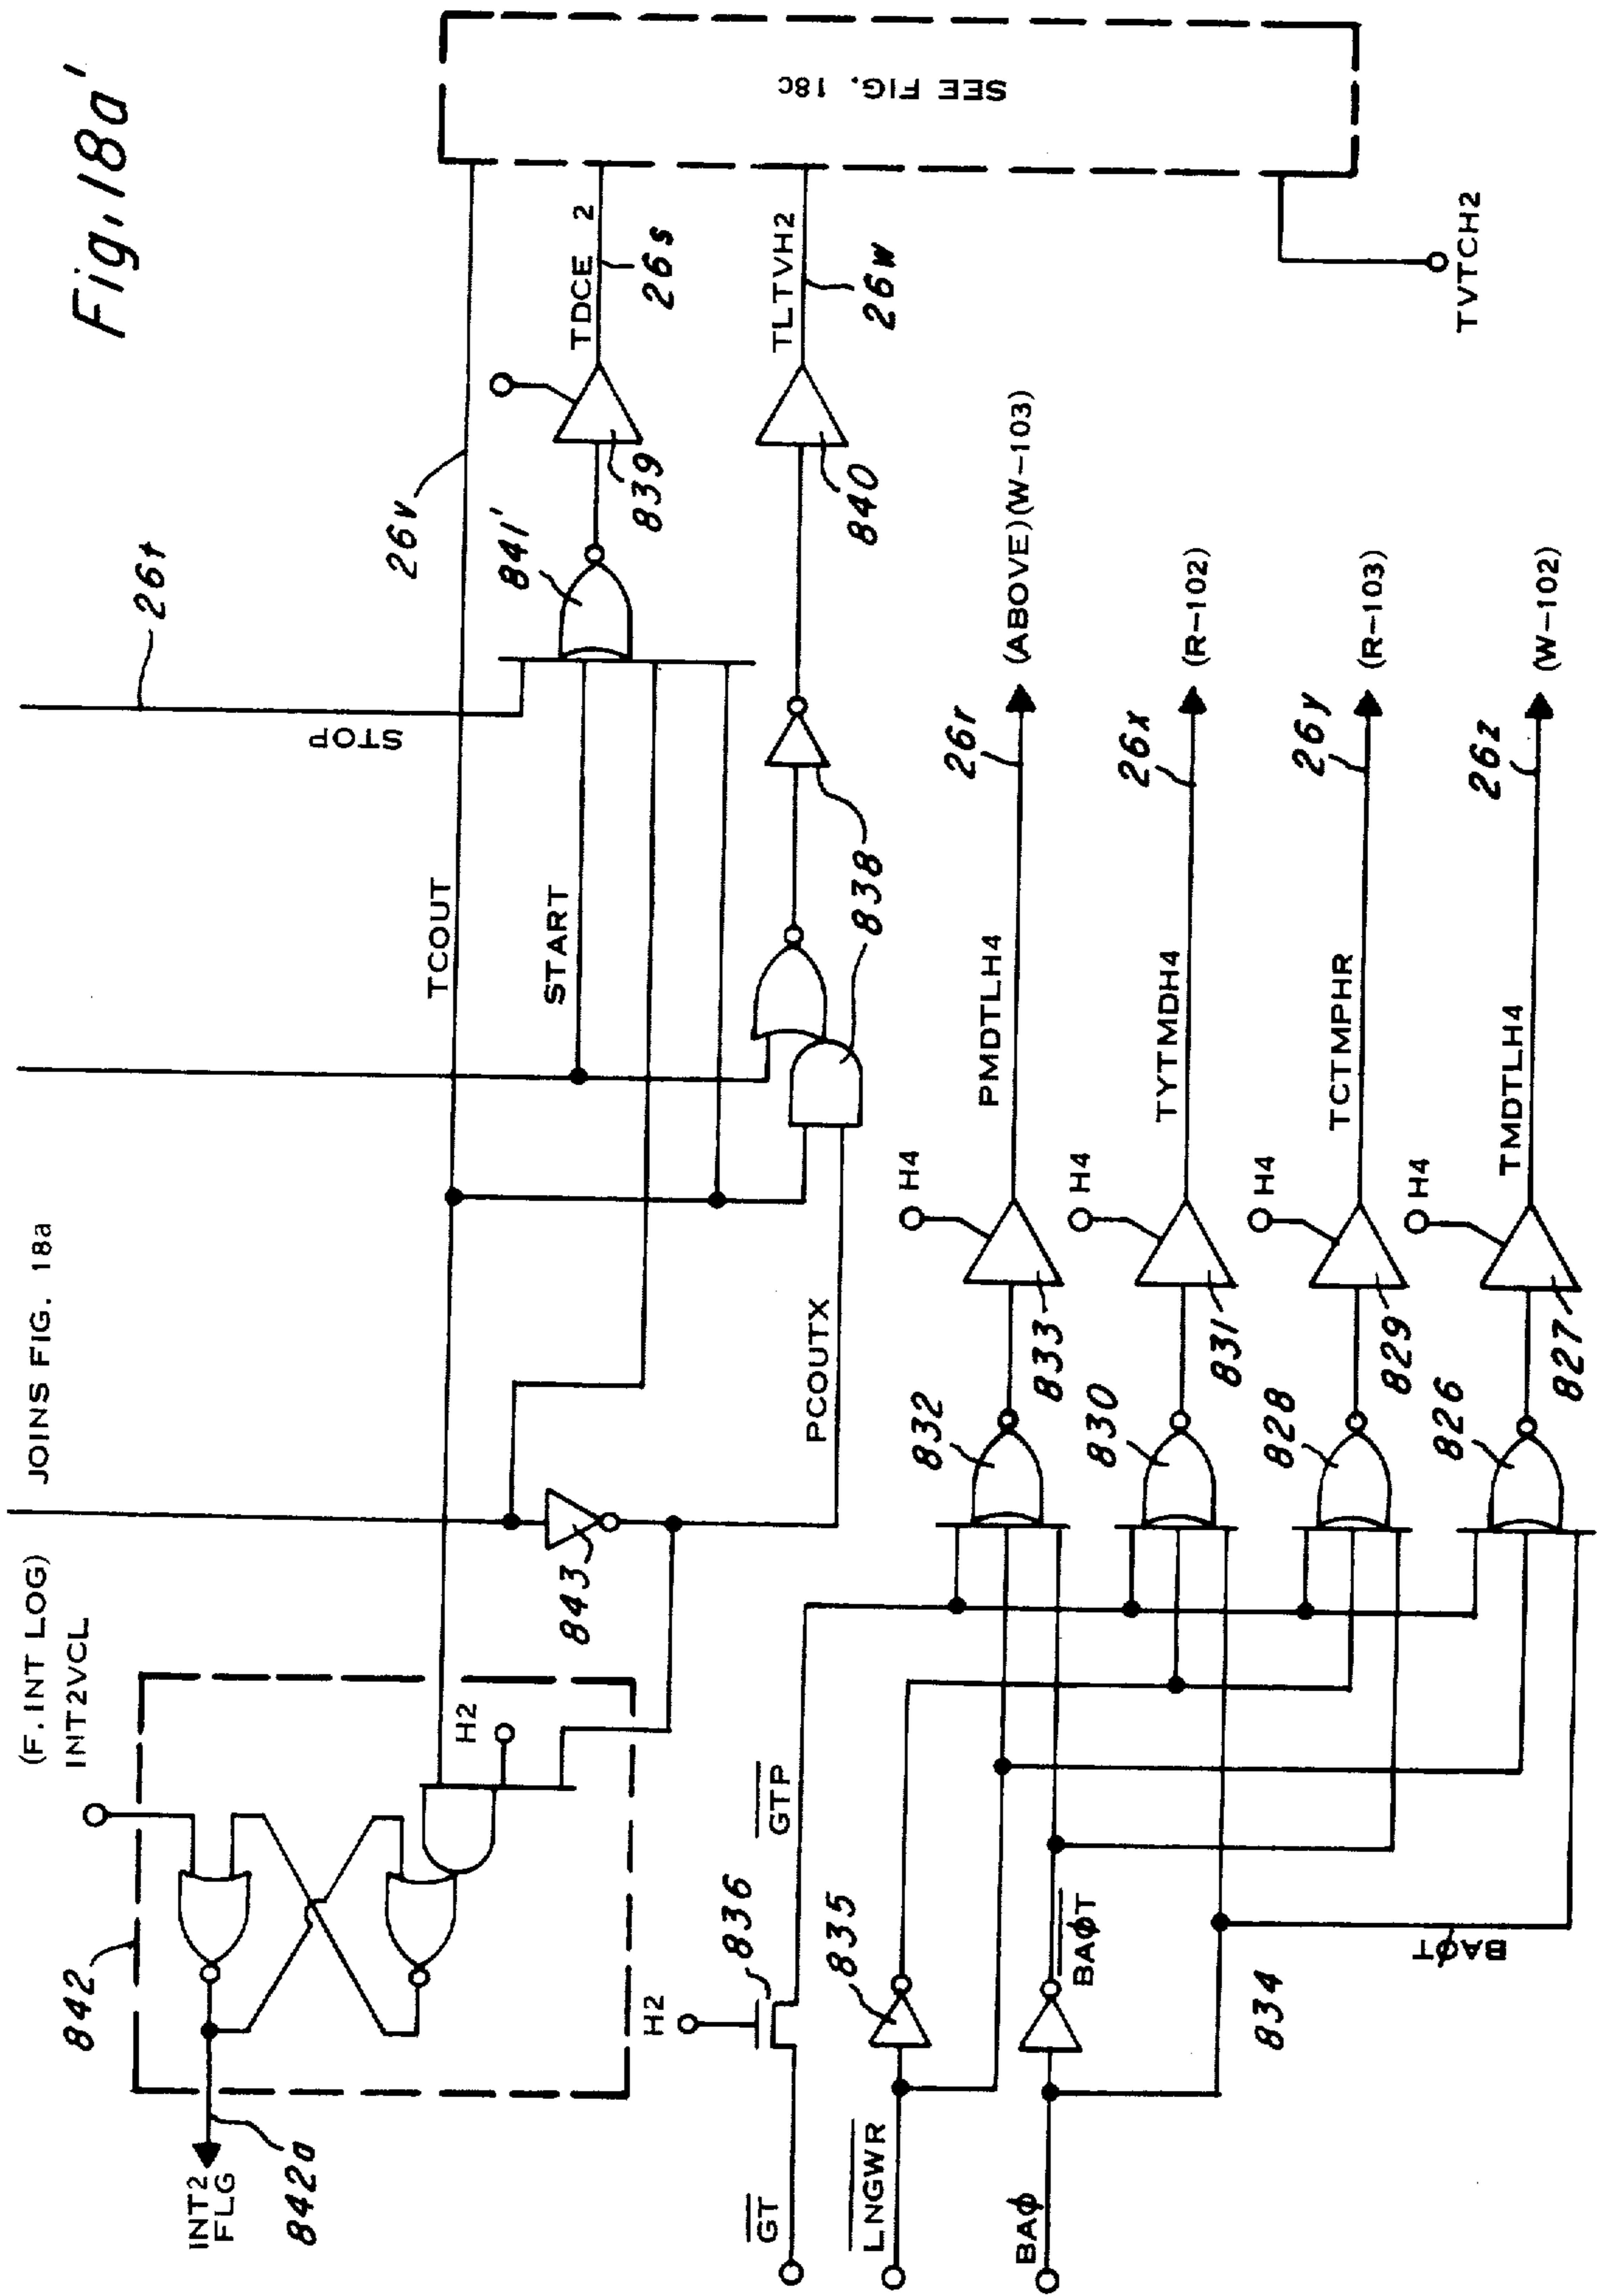 Fig. 18a'
SEE FIG. 18c
JOINS FIG. 18a
(F. INT LOG)
INT2VCL
842
H2
INT2
FLG
842a
843
TCOUT
26v
26t
STOP
START
841'
839
TDCE 2
26s
TLTVH2
26w
840
838
PCOUTX
TVTCH2
GT
H2
836
GTP
LNGWR
835
BAϕ
BAϕT
834
BAϕT
832
833
H4
PMDTLH4
26r
(ABOVE)(W-103)
830
831
H4
TYTMDH4
26x
(R-102)
828
829
H4
TCTMPHR
26y
(R-103)
826
827
H4
TMDTLH4
26z
(W-102)